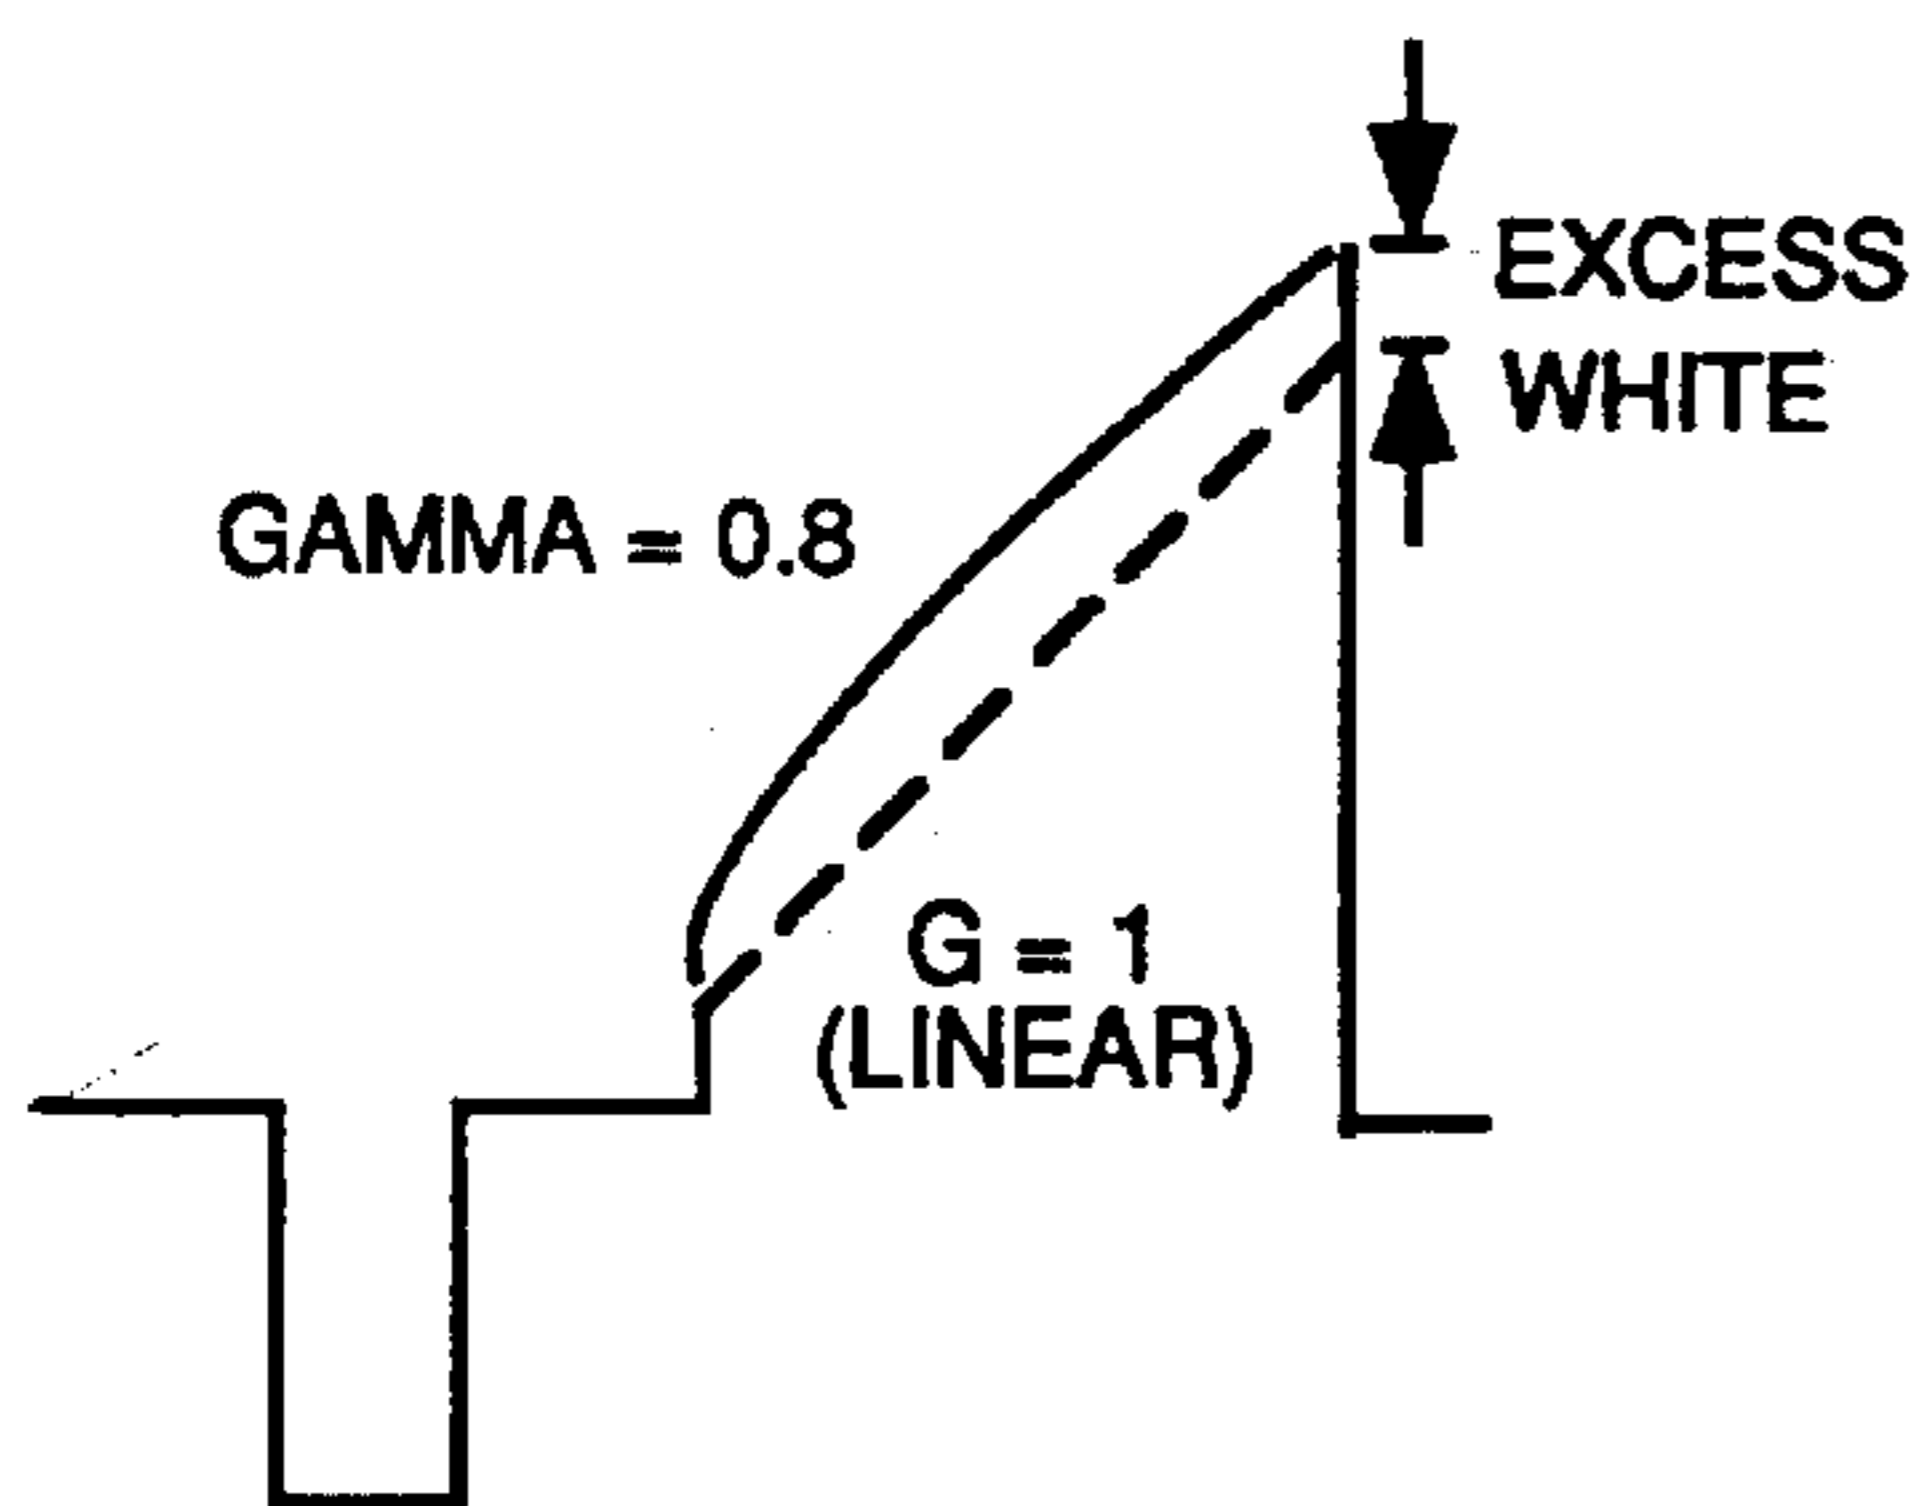 EXCESS
WHITE
GAMMA = 0.8
G = 1
(LINEAR)